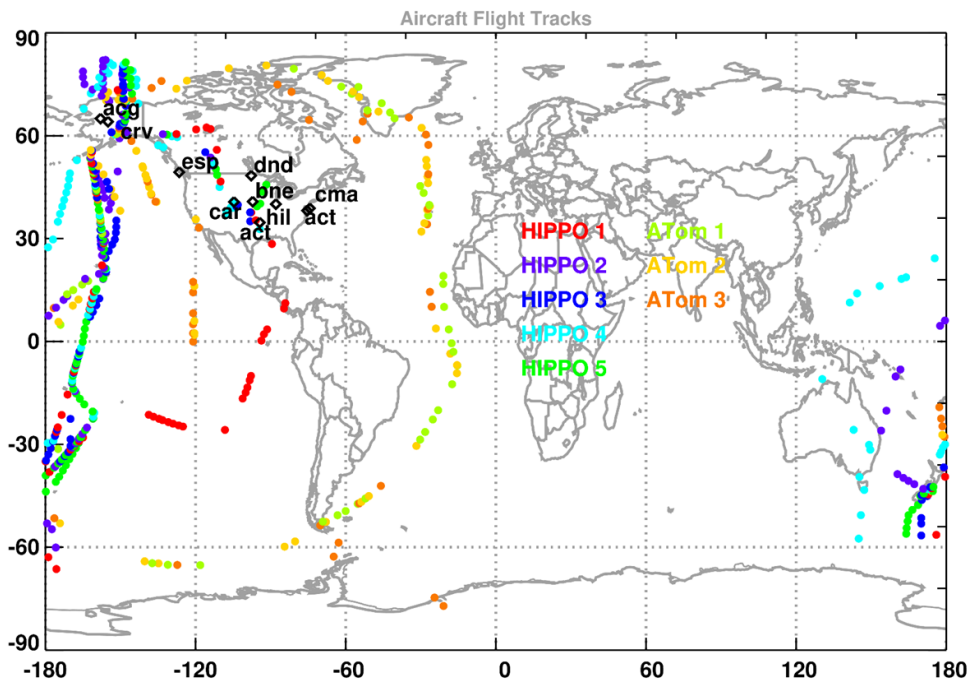 Aircraft Flight Tracks
90
60
30
0
-30
-60
-90
acg
crv
esp
dnd
bne
cma
car
hil
act
act
HIPPO 1 ATom 1
HIPPO 2 ATom 2
HIPPO 3 ATom 3
HIPPO 4
HIPPO 5
-180 -120 -60 0 60 120 180